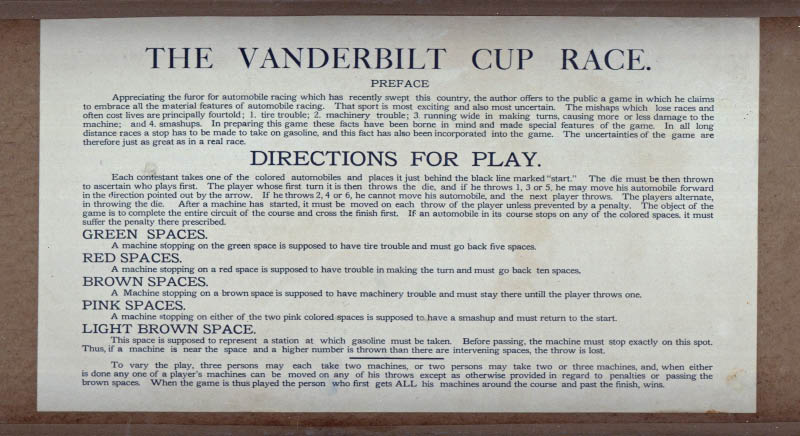 THE VANDERBILT CUP RACE.
PREFACE
Appreciating the furor for automobile racing which has recently swept this country, the author offers to the public a game in which he claims
to embrace all the material features of automobile racing. That sport is most exciting and also most uncertain. The mishaps which lose races and
often cost lives are principally fourtold; 1. tire trouble; 2. machinery trouble; 3. running wide in making turns, causing more or less damage to the
machine; and 4. smashups. In preparing this game these facts have been borne in mind and made special features of the game. In all long
distance races a stop has to be made to take on gasoline, and this fact has also been incorporated into the game. The uncertainties of the game are
therefore just as great as in a real race.
DIRECTIONS FOR PLAY.
Each contestant takes one of the colored automobiles and places it just behind the black line marked "start." The die must be then thrown
to ascertain who plays first. The player whose first turn it is then throws the die, and if he throws 1, 3 or 5, he may move his automobile forward
in the direction pointed out by the arrow. If he throws 2, 4 or 6, he cannot move his automobile, and the next player throws. The players alternate,
in throwing the die. After a machine has started, it must be moved on each throw of the player unless prevented by a penalty. The object of the
game is to complete the entire circuit of the course and cross the finish first. If an automobile in its course stops on any of the colored spaces, it must
suffer the penalty there prescribed.
GREEN SPACES.
A machine stopping on the green space is supposed to have tire trouble and must go back five spaces.
RED SPACES.
A machine stopping on a red space is supposed to have trouble in making the turn and must go back ten spaces.
BROWN SPACES.
A Machine stopping on a brown space is supposed to have machinery trouble and must stay there untill the player throws one.
PINK SPACES.
A machine stopping on either of the two pink colored spaces is supposed to have a smashup and must return to the start.
LIGHT BROWN SPACE.
This space is supposed to represent a station at which gasoline must be taken. Before passing, the machine must stop exactly on this spot.
Thus, if a machine is near the space and a higher number is thrown than there are intervening spaces, the throw is lost.
To vary the play, three persons may each take two machines, or two persons may take two or three machines, and, when either
is done any one of a player's machines can be moved on any of his throws except as otherwise provided in regard to penalties or passing the
brown spaces. When the game is thus played the person who first gets ALL his machines around the course and past the finish, wins.